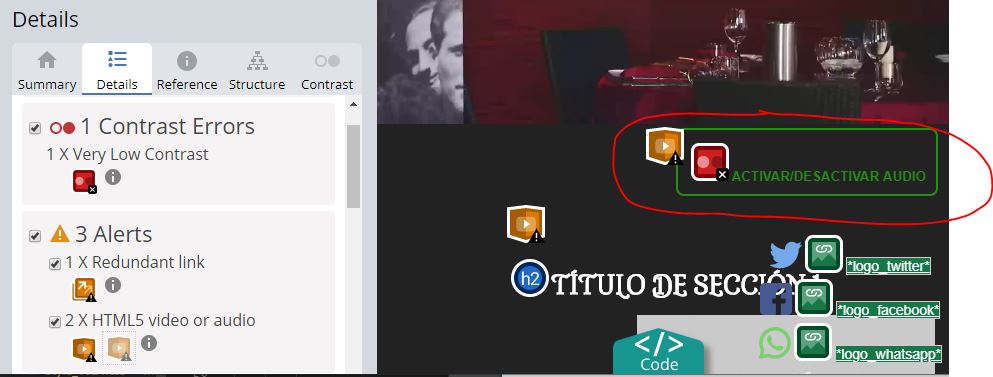 Details
Summary
Details
Reference
Structure
Contrast
1 Contrast Errors
1 X Very Low Contrast
3 Alerts
1 X Redundant link
2 X HTML5 video or audio
ACTIVAR/DESACTIVAR AUDIO
h2
TÍTULO DE SECCIÓN 1
*logo_twitter*
*logo_facebook*
*logo_whatsapp*
</>
Code